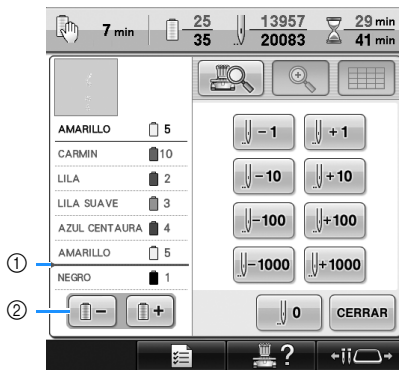 7 min
25
35
13957
20083
29 min
41 min
AMARILLO 5
CARMIN 10
LILA 2
LILA SUAVE 3
AZUL CENTAURA 4
AMARILLO 5
NEGRO 1
-1
+1
-10
+10
-100
+100
-1000
+1000
0
CERRAR
①
②
- +
?